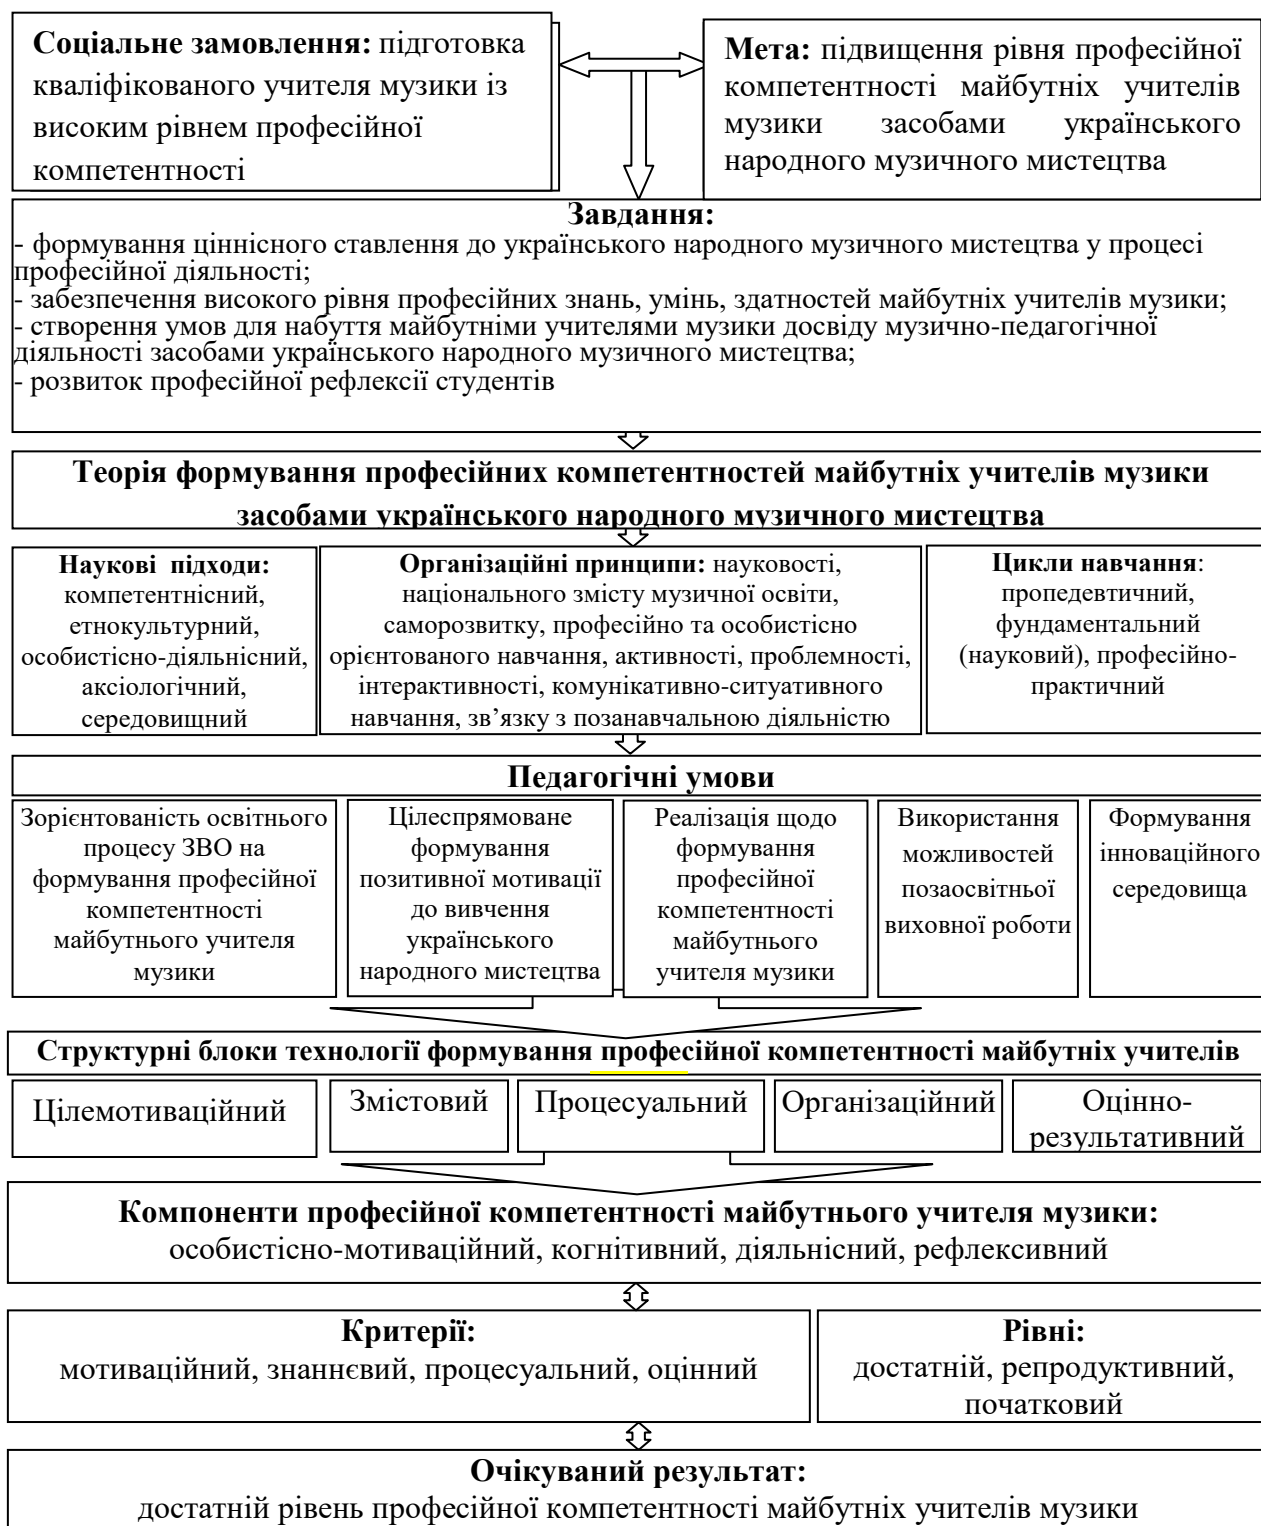 Соціальне замовлення: підготовка
кваліфікованого учителя музики із
високим рівнем професійної
компетентності
Мета: підвищення рівня професійної
компетентності майбутніх учителів
музики засобами українського
народного музичного мистецтва
Завдання:
- формування ціннісного ставлення до українського народного музичного мистецтва у процесі
професійної діяльності;
- забезпечення високого рівня професійних знань, умінь, здатностей майбутніх учителів музики;
- створення умов для набуття майбутніми учителями музики досвіду музично-педагогічної
діяльності засобами українського народного музичного мистецтва;
- розвиток професійної рефлексії студентів
Теорія формування професійних компетентностей майбутніх учителів музики
засобами українського народного музичного мистецтва
Наукові підходи:
компетентнісний,
етнокультурний,
особистісно-діяльнісний,
аксіологічний,
середовищний
Організаційні принципи: науковості,
національного змісту музичної освіти,
саморозвитку, професійно та особистісно
орієнтованого навчання, активності, проблемності,
інтерактивності, комунікативно-ситуативного
навчання, зв’язку з позанавчальною діяльністю
Цикли навчання:
пропедевтичний,
фундаментальний
(науковий), професійно-
практичний
Педагогічні умови
Зорієнтованість освітнього
процесу ЗВО на
формування професійної
компетентності
майбутнього учителя
музики
Цілеспрямоване
формування
позитивної мотивації
до вивчення
українського
народного мистецтва
Реалізація щодо
формування
професійної
компетентності
майбутнього
учителя музики
Використання
можливостей
позаосвітньої
виховної роботи
Формування
інноваційного
середовища
Структурні блоки технології формування професійної компетентності майбутніх учителів
Цілемотиваційний
Змістовий
Процесуальний
Організаційний
Оцінно-
результативний
Компоненти професійної компетентності майбутнього учителя музики:
особистісно-мотиваційний, когнітивний, діяльнісний, рефлексивний
Критерії:
мотиваційний, знаннєвий, процесуальний, оцінний
Рівні:
достатній, репродуктивний,
початковий
Очікуваний результат:
достатній рівень професійної компетентності майбутніх учителів музики